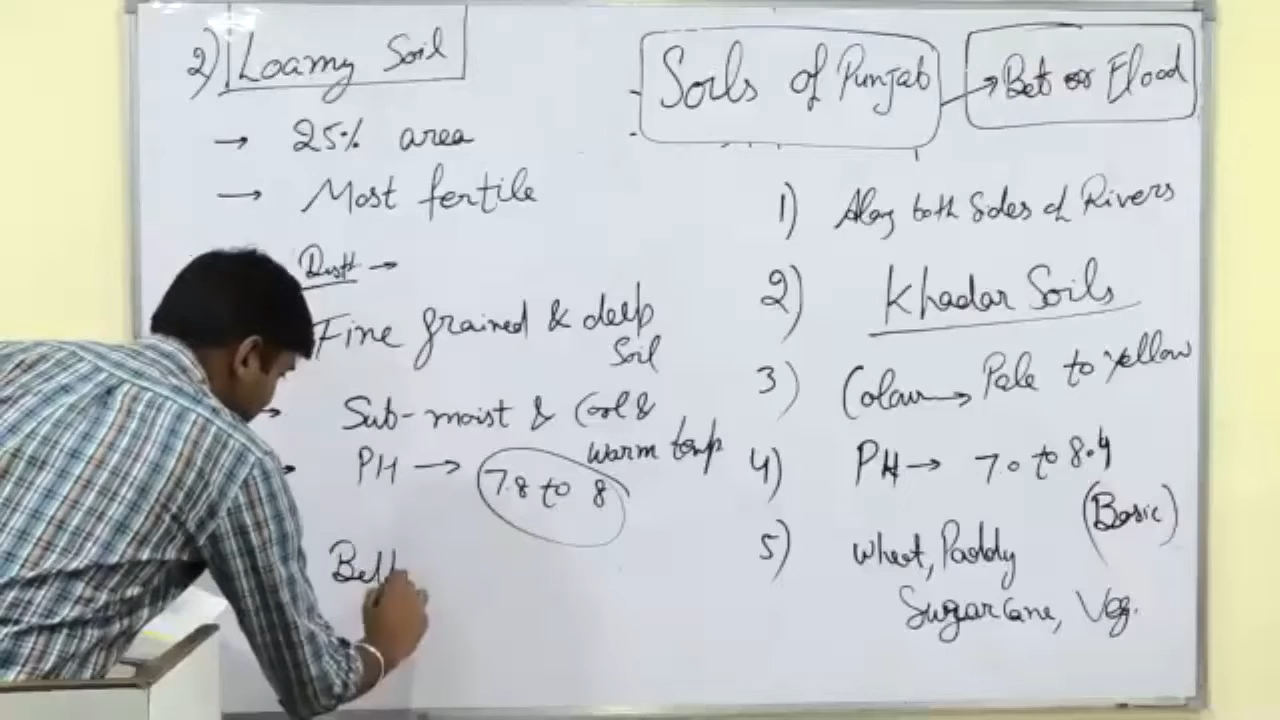 2) Loamy Soil
→ 25% area
→ Most fertile
Distt →
Fine grained & deep
Soil
Sub-moist & Cool &
warm temp
PH → 7.8 to 8
Soils of Punjab → Bet or Flood
1) Along both Sides of Rivers
2) Khadar Soils
3) Colour → Pale to Yellow
4) PH → 7.0 to 8.4
(Basic)
5) Wheat, Paddy
Sugarcane, Veg.